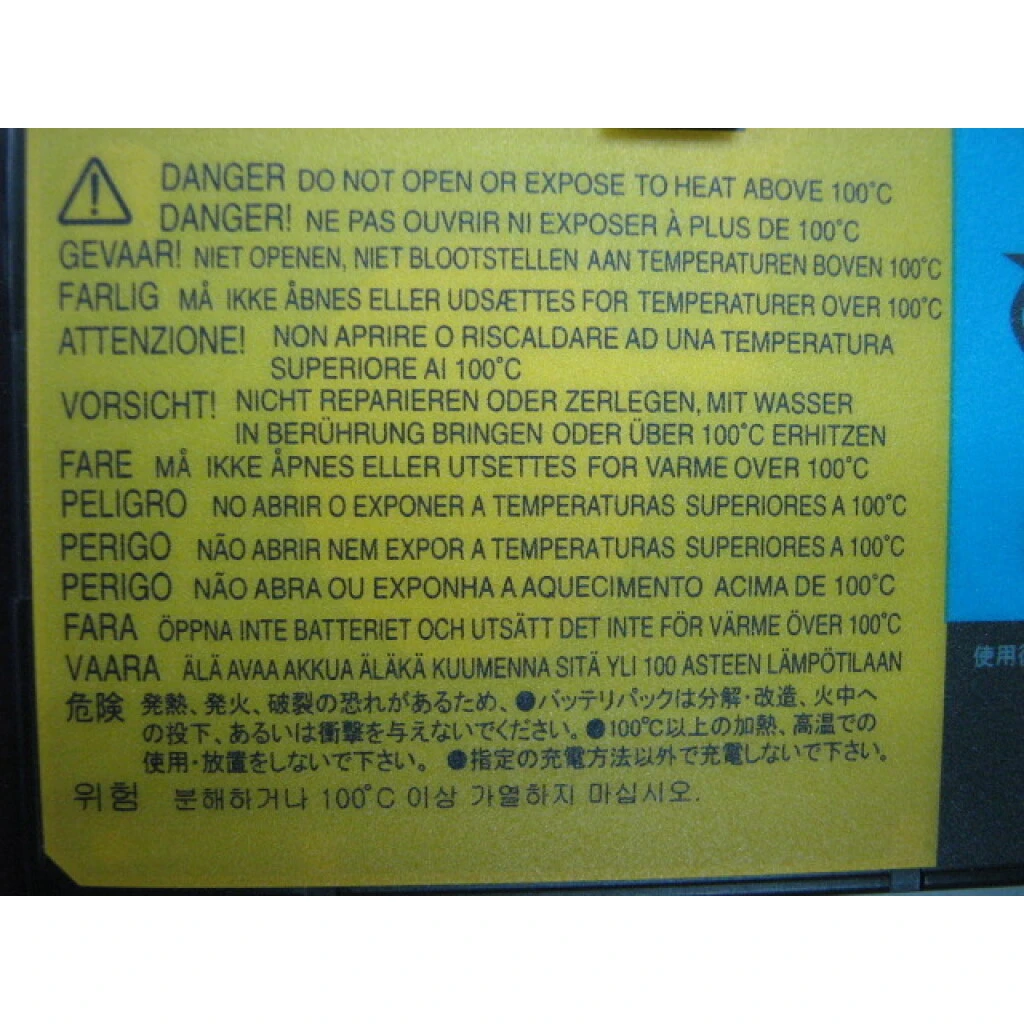 DANGER DO NOT OPEN OR EXPOSE TO HEAT ABOVE 100°C
DANGER! NE PAS OUVRIR NI EXPOSER À PLUS DE 100°C
GEVAAR! NIET OPENEN, NIET BLOOTSTELLEN AAN TEMPERATUREN BOVEN 100°C
FARLIG MÅ IKKE ÅBNES ELLER UDSÆTTES FOR TEMPERATURER OVER 100°C
ATTENZIONE! NON APRIRE O RISCALDARE AD UNA TEMPERATURA
SUPERIORE AI 100°C
VORSICHT! NICHT REPARIEREN ODER ZERLEGEN, MIT WASSER
IN BERÜHRUNG BRINGEN ODER ÜBER 100°C ERHITZEN
FARE MÅ IKKE ÅPNES ELLER UTSETTES FOR VARME OVER 100°C
PELIGRO NO ABRIR O EXPONER A TEMPERATURAS SUPERIORES A 100°C
PERIGO NÃO ABRIR NEM EXPOR A TEMPERATURAS SUPERIORES A 100°C
PERIGO NÃO ABRA OU EXPONHA A AQUECIMENTO ACIMA DE 100°C
FARA ÖPPNA INTE BATTERIET OCH UTSÄTT DET INTE FÖR VÄRME ÖVER 100°C
VAARA ÄLÄ AVAA AKKUA ÄLÄKÄ KUUMENNA SITÄ YLI 100 ASTEEN LÄMPÖTILAAN
危険 発熱、発火、破裂の恐れがあるため、●バッテリパックは分解・改造、火中へ
の投下、あるいは衝撃を与えないでください。●100°C以上の加熱、高温での
使用・放置をしないで下さい。●指定の充電方法以外で充電しないで下さい。
위험 분해하거나 100°C 이상 가열하지 마십시오.
使用